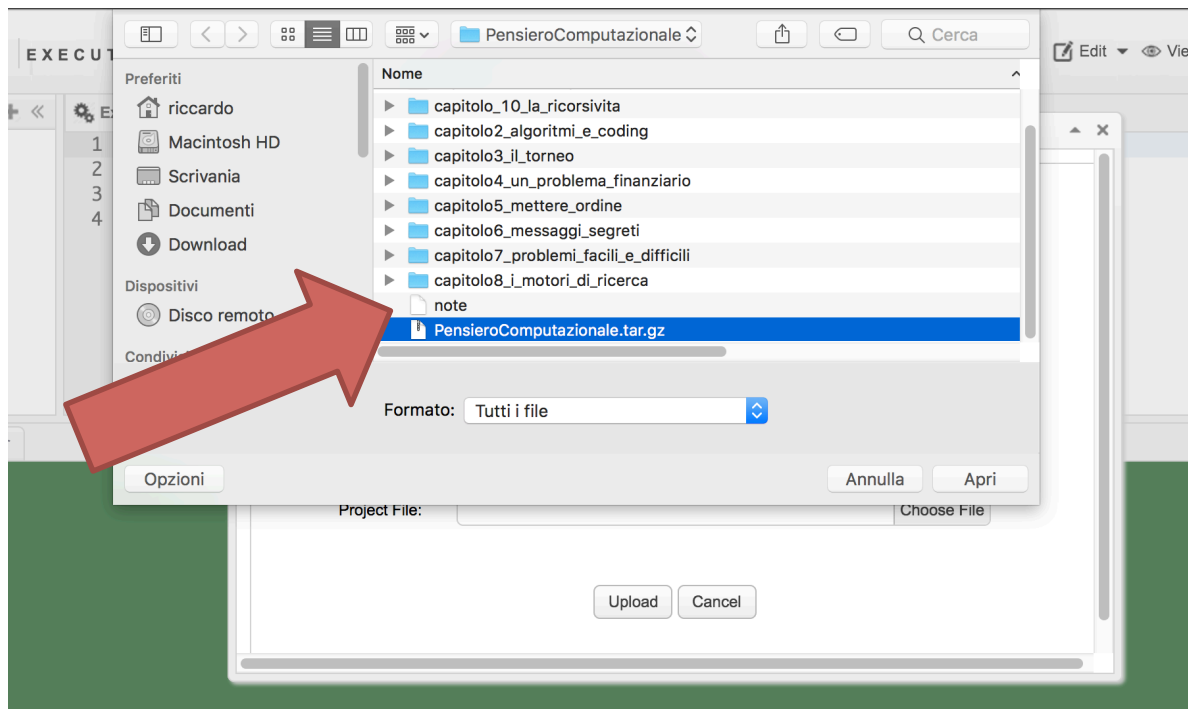 PensieroComputazionale
Cerca
EXECUT
Edit
Vie
Preferiti
riccardo
Macintosh HD
Scrivania
Documenti
Download
Dispositivi
Disco remoto
Nome
capitolo_10_la_ricorsivita
capitolo2_algoritmi_e_coding
capitolo3_il_torneo
capitolo4_un_problema_finanziario
capitolo5_mettere_ordine
capitolo6_messaggi_segreti
capitolo7_problemi_facili_e_difficili
capitolo8_i_motori_di_ricerca
note
PensieroComputazionale.tar.gz
1
2
3
4
Formato: Tutti i file
Opzioni
Annulla
Apri
Project File:
Choose File
Upload
Cancel